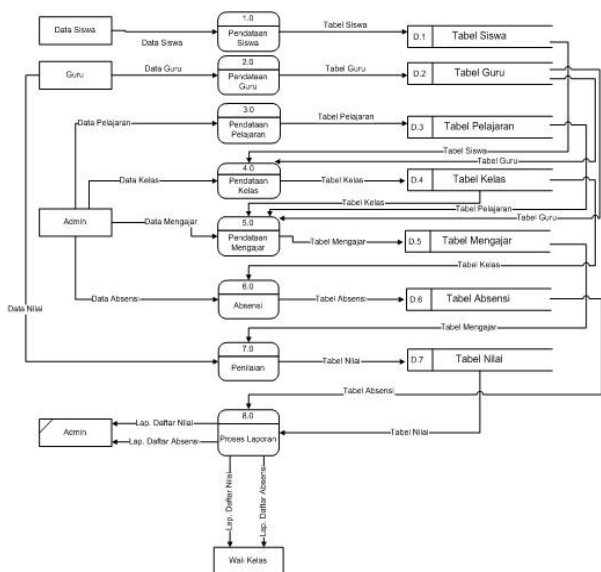 Data Siswa
Data Siswa
1.0
Pendataan
Siswa
Tabel Siswa
D.1 Tabel Siswa
Guru
Data Guru
2.0
Pendataan
Guru
Tabel Guru
D.2 Tabel Guru
Data Pelajaran
3.0
Pendataan
Pelajaran
Tabel Pelajaran
D.3 Tabel Pelajaran
Tabel Siswa
Tabel Guru
Data Kelas
4.0
Pendataan
Kelas
Tabel Kelas
D.4 Tabel Kelas
Tabel Kelas
Tabel Pelajaran
Tabel Guru
Admin
Data Mengajar
5.0
Pendataan
Mengajar
Tabel Mengajar
D.5 Tabel Mengajar
Tabel Kelas
Data Absensi
6.0
Absensi
Tabel Absensi
D.6 Tabel Absensi
Data Nilai
Tabel Mengajar
7.0
Penilaian
Tabel Nilai
D.7 Tabel Nilai
Tabel Absensi
Admin
Lap. Daftar Nilai
Lap. Daftar Absensi
8.0
Proses Laporan
Tabel Nilai
Lap. Daftar Nilai
Lap. Daftar Absensi
Wali Kelas